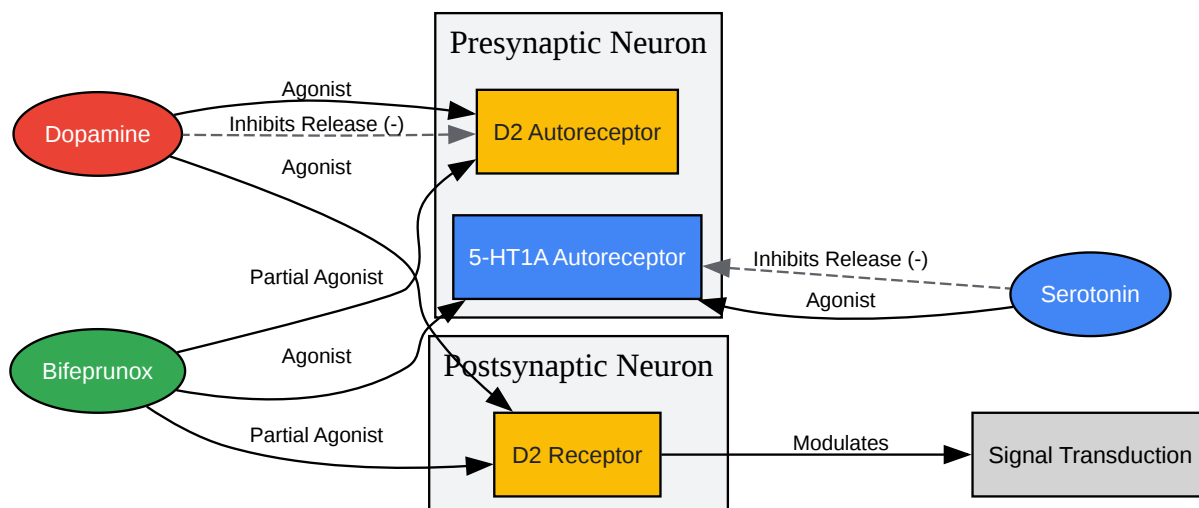 Presynaptic Neuron
Agonist
Dopamine
Inhibits Release (-)
D2 Autoreceptor
Agonist
5-HT1A Autoreceptor
Inhibits Release (-)
Partial Agonist
Serotonin
Agonist
Agonist
Postsynaptic Neuron
Bifeprunox
Partial Agonist
D2 Receptor
Modulates
Signal Transduction